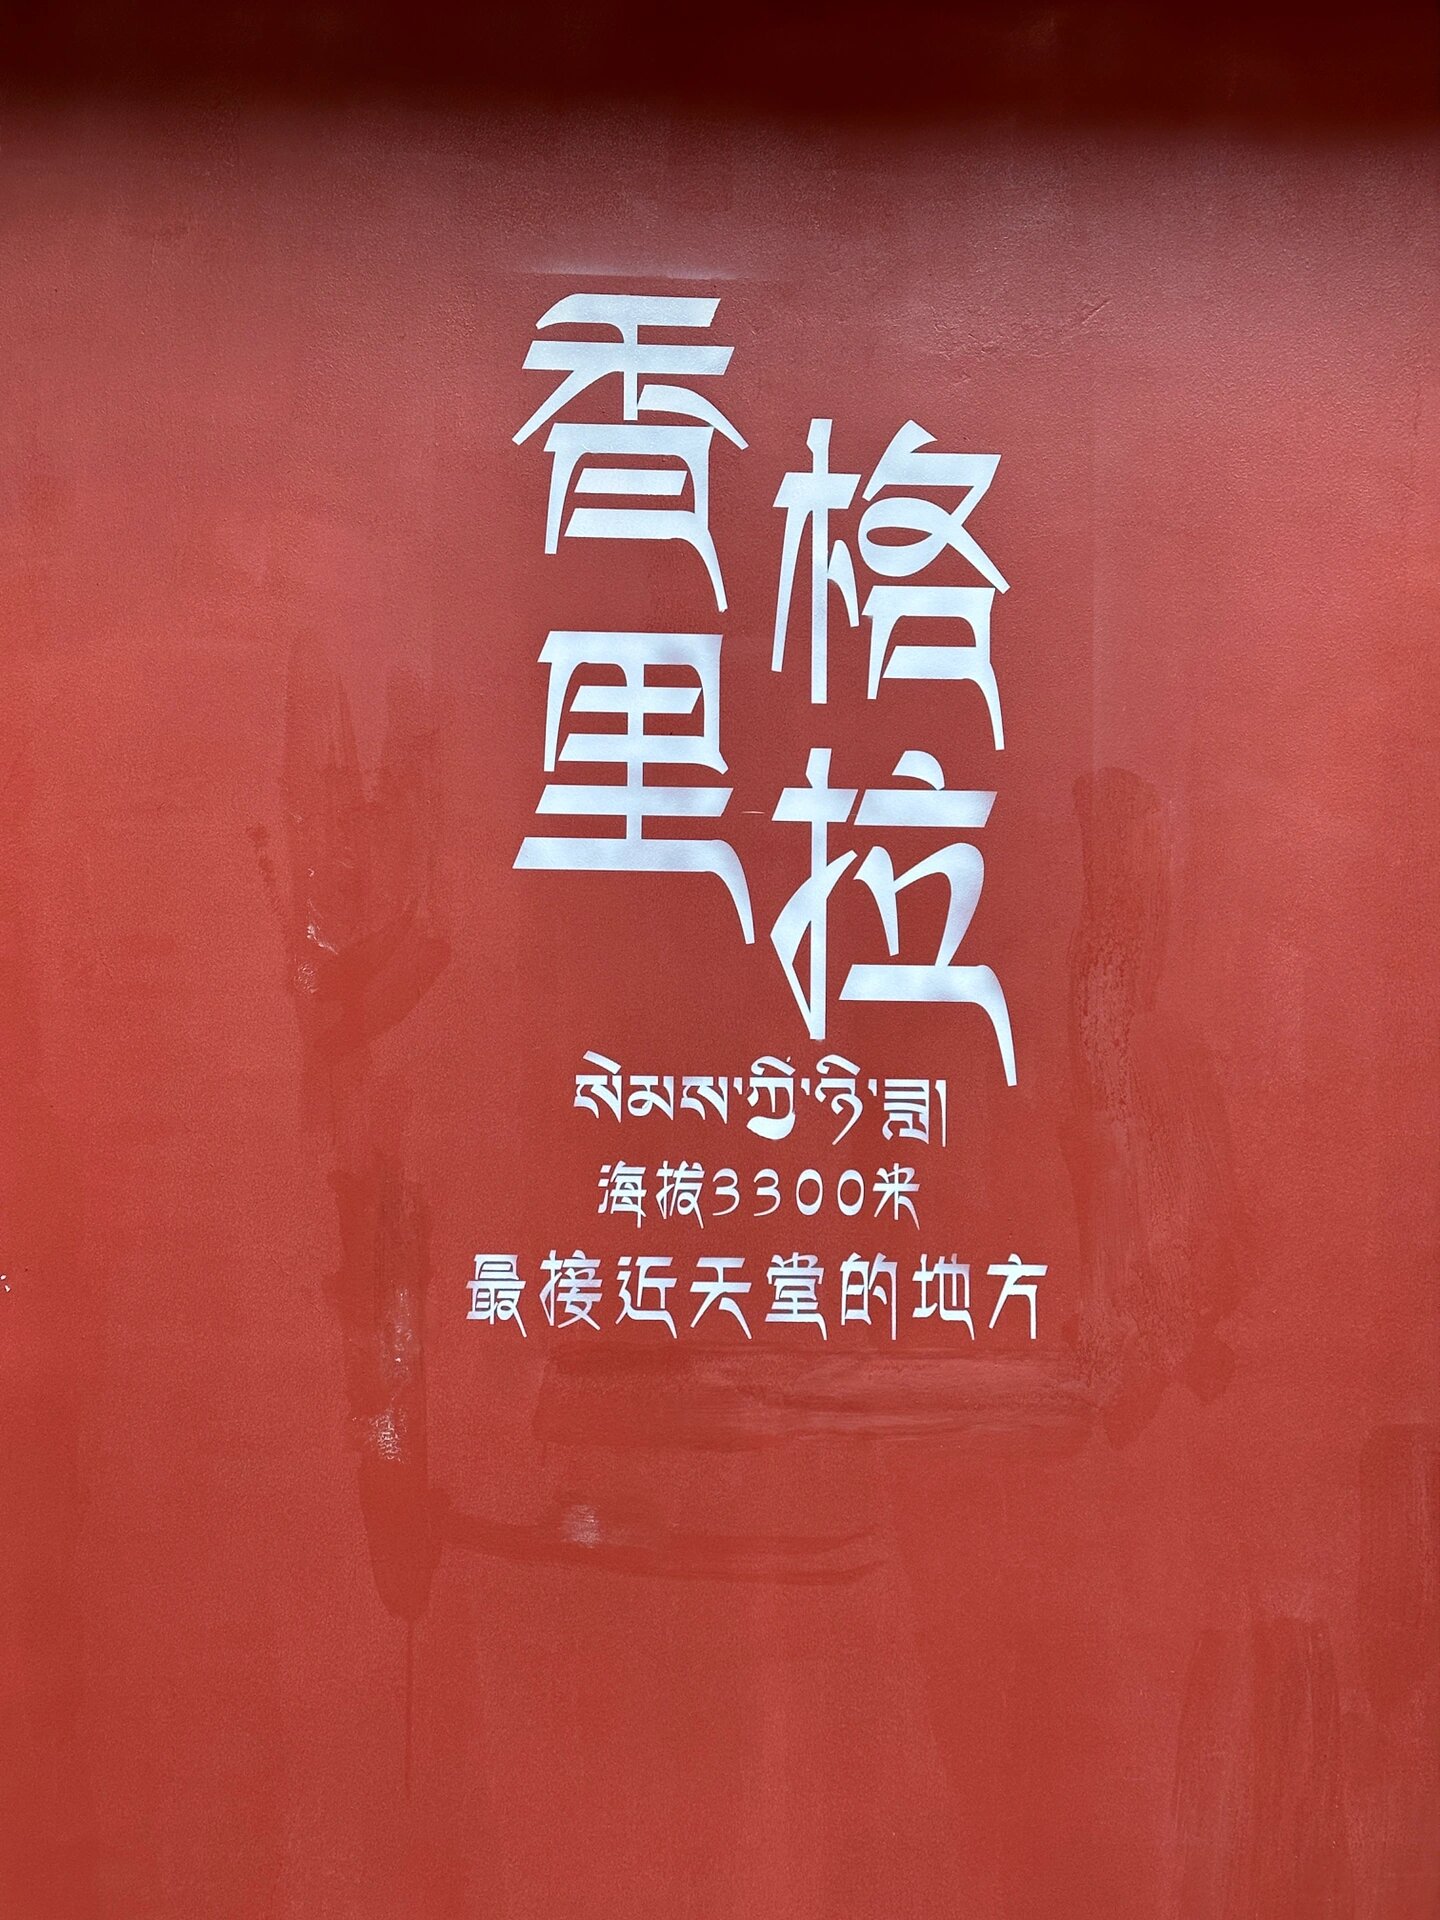 香格
里拉
སེམས་ཀྱི་ཉི་ཟླ།
海拔3300米
最接近天堂的地方